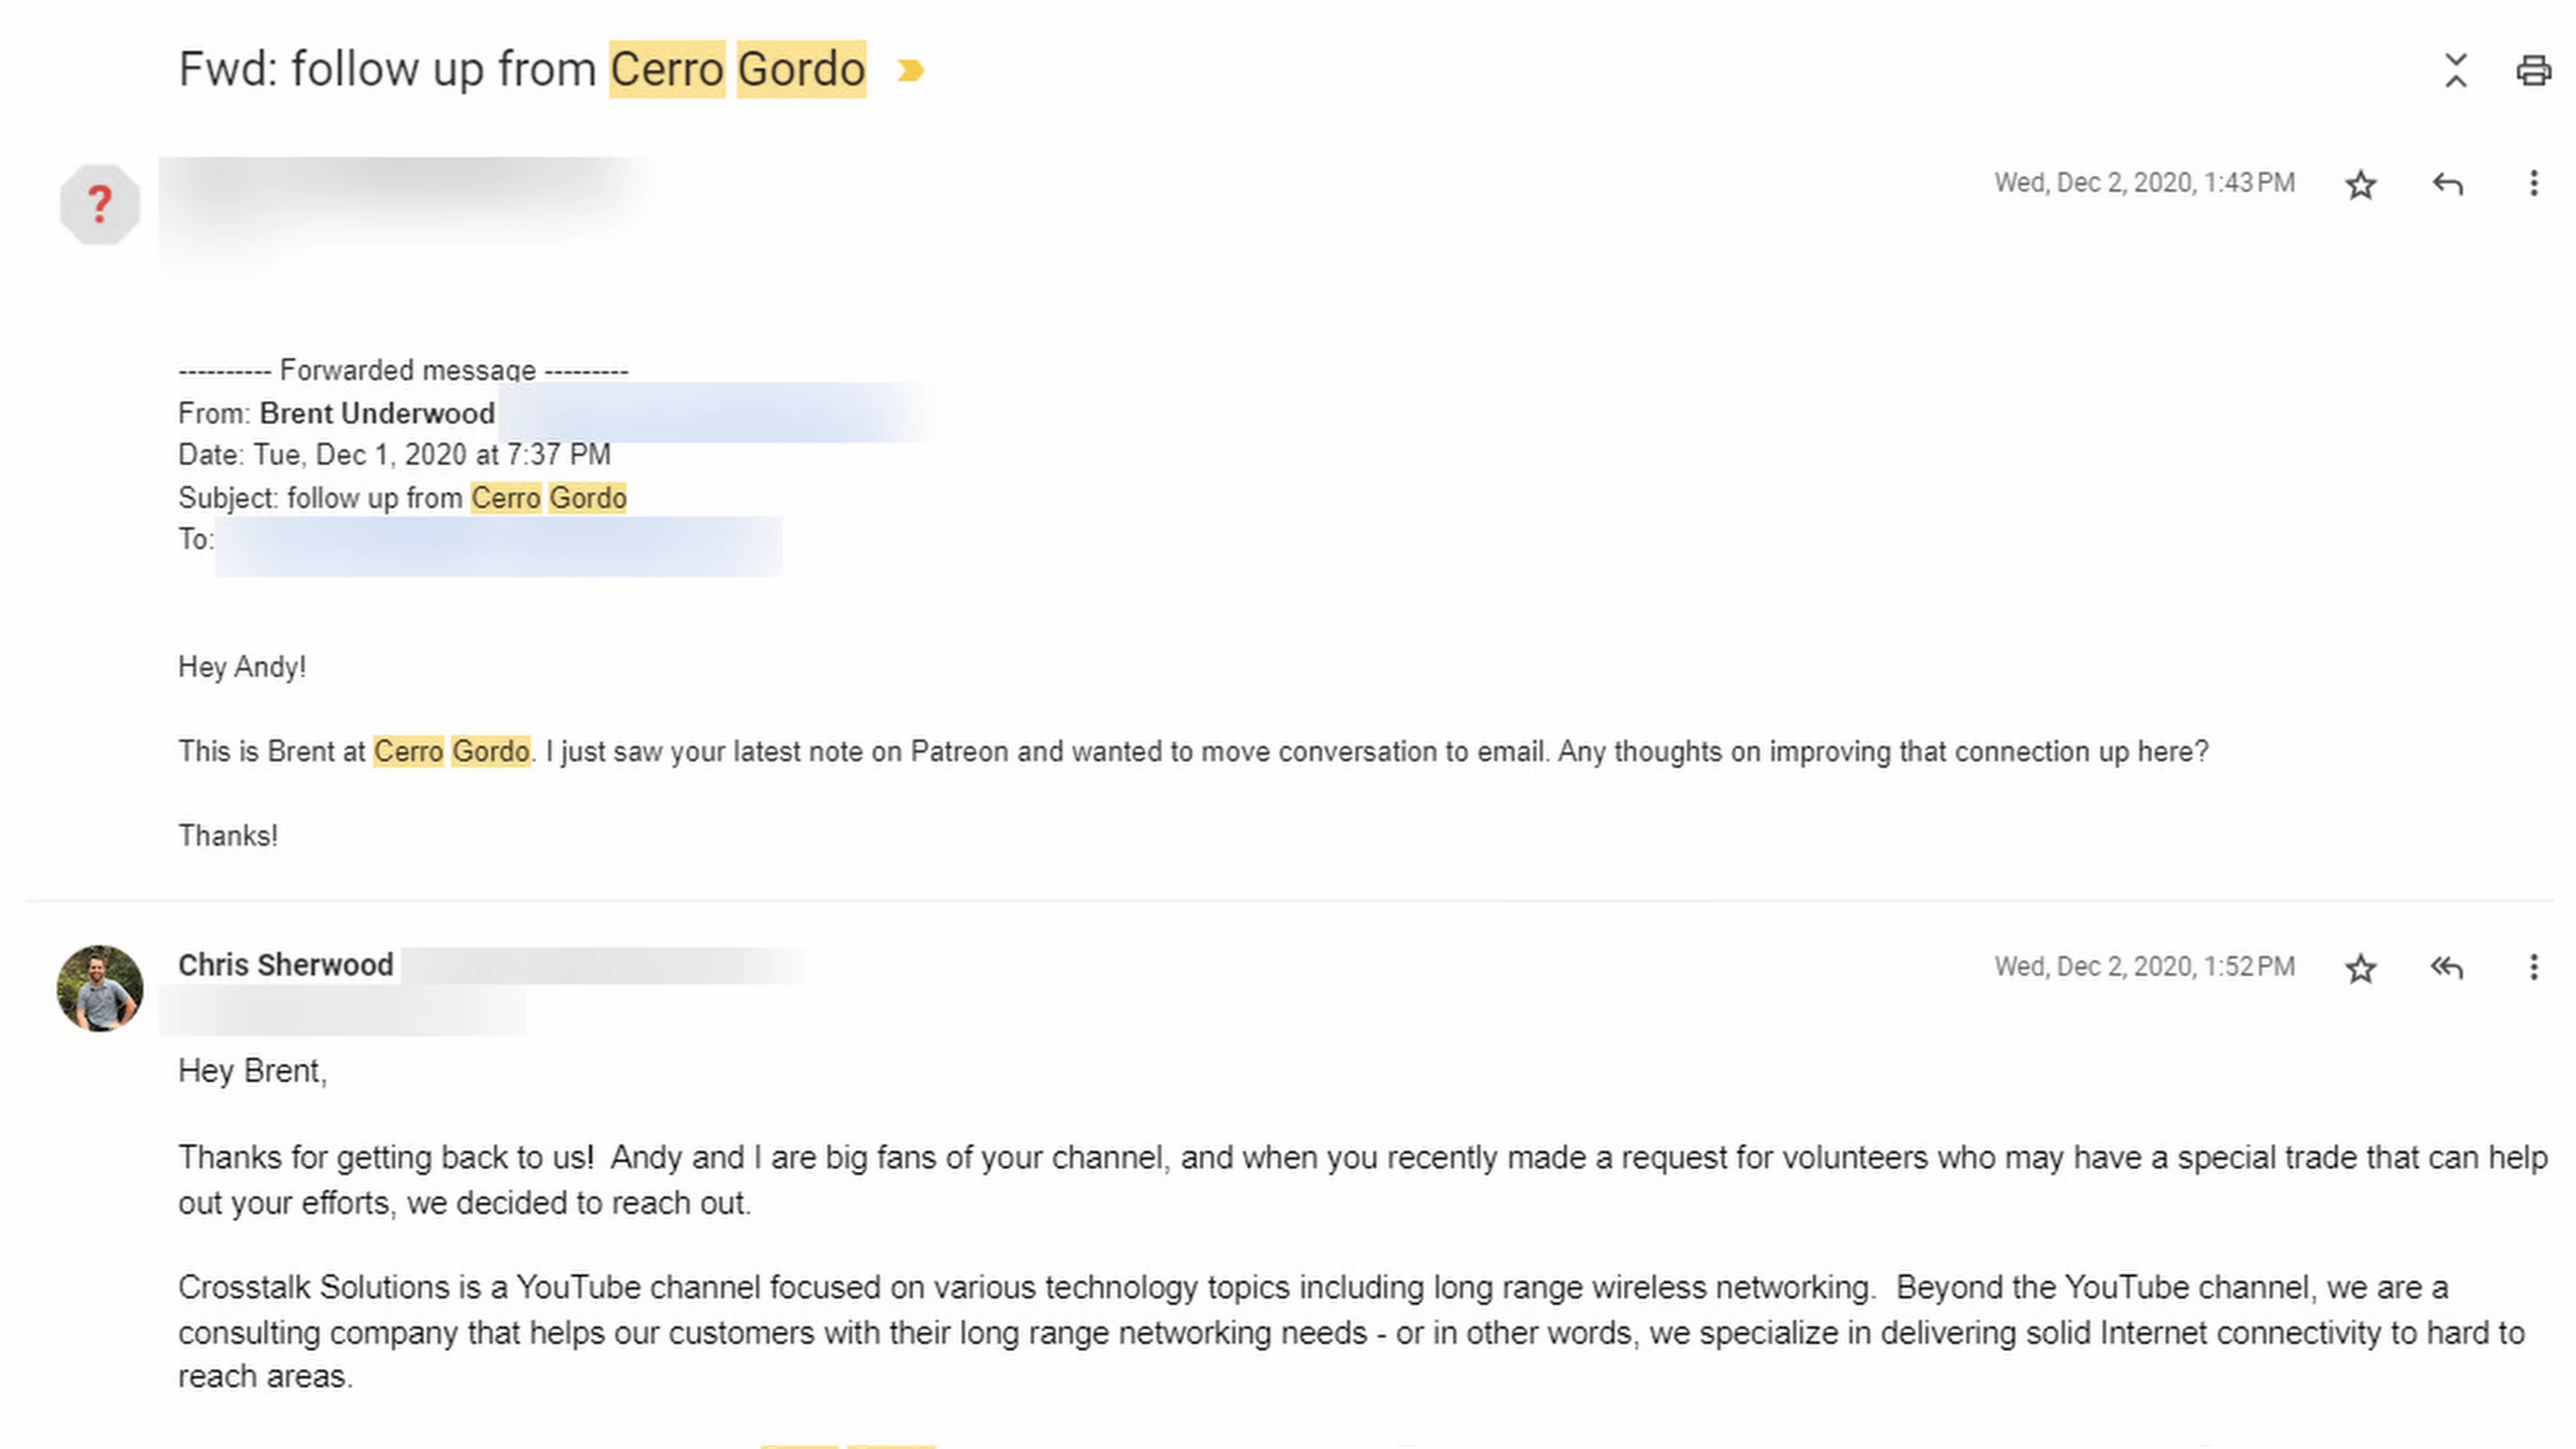 Fwd: follow up from Cerro Gordo
?
Wed, Dec 2, 2020, 1:43 PM
---------- Forwarded message ---------
From: Brent Underwood
Date: Tue, Dec 1, 2020 at 7:37 PM
Subject: follow up from Cerro Gordo
To:
Hey Andy!
This is Brent at Cerro Gordo. I just saw your latest note on Patreon and wanted to move conversation to email. Any thoughts on improving that connection up here?
Thanks!
Chris Sherwood
Wed, Dec 2, 2020, 1:52 PM
Hey Brent,
Thanks for getting back to us!  Andy and I are big fans of your channel, and when you recently made a request for volunteers who may have a special trade that can help
out your efforts, we decided to reach out.
Crosstalk Solutions is a YouTube channel focused on various technology topics including long range wireless networking.  Beyond the YouTube channel, we are a
consulting company that helps our customers with their long range networking needs - or in other words, we specialize in delivering solid Internet connectivity to hard to
reach areas.